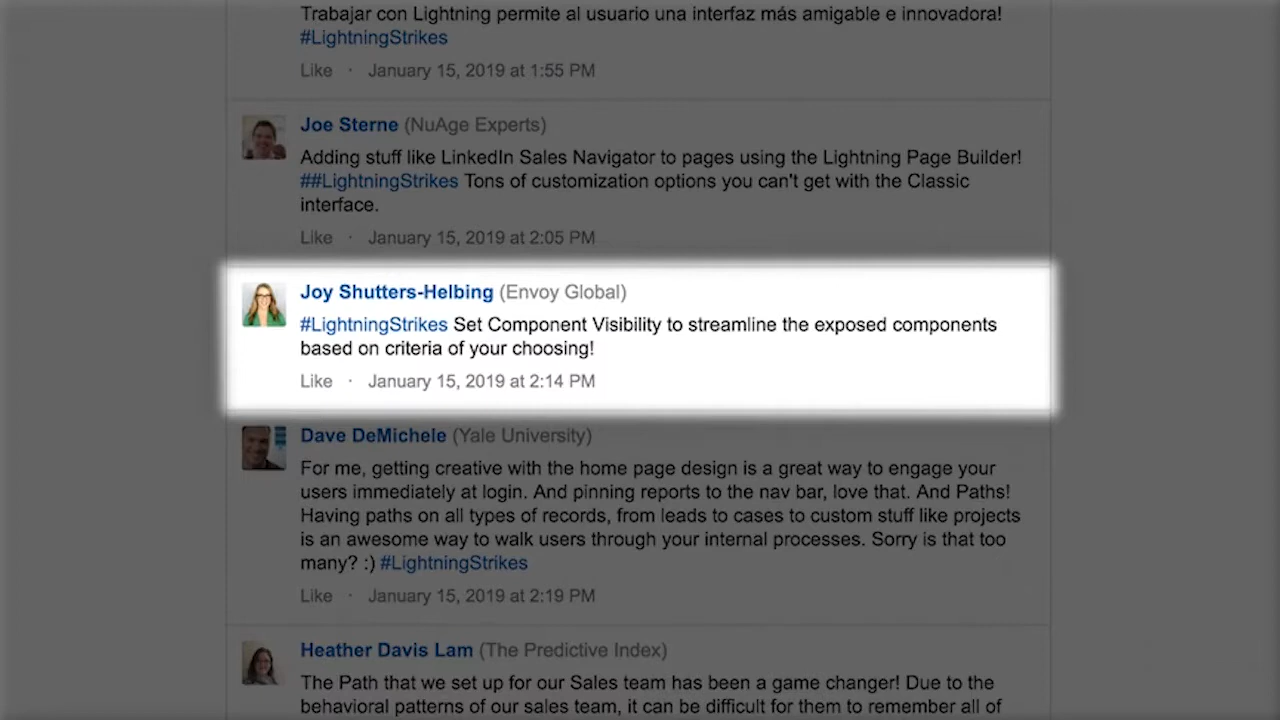 Trabajar con Lightning permite al usuario una interfaz más amigable e innovadora!
#LightningStrikes
Like · January 15, 2019 at 1:55 PM
Joe Sterne (NuAge Experts)
Adding stuff like LinkedIn Sales Navigator to pages using the Lightning Page Builder!
##LightningStrikes Tons of customization options you can't get with the Classic
interface.
Like · January 15, 2019 at 2:05 PM
Joy Shutters-Helbing (Envoy Global)
#LightningStrikes Set Component Visibility to streamline the exposed components
based on criteria of your choosing!
Like · January 15, 2019 at 2:14 PM
Dave DeMichele (Yale University)
For me, getting creative with the home page design is a great way to engage your
users immediately at login. And pinning reports to the nav bar, love that. And Paths!
Having paths on all types of records, from leads to cases to custom stuff like projects
is an awesome way to walk users through your internal processes. Sorry is that too
many? :) #LightningStrikes
Like · January 15, 2019 at 2:19 PM
Heather Davis Lam (The Predictive Index)
The Path that we set up for our Sales team has been a game changer! Due to the
behavioral patterns of our sales team, it can be difficult for them to remember all of